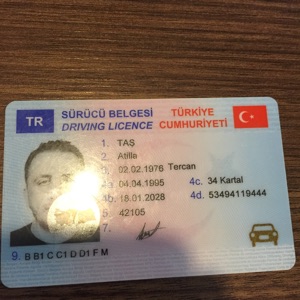 TR SÜRÜCÜ BELGESİ TÜRKİYE
DRIVING LICENCE CUMHURİYETİ
1. TAŞ
2. Atilla
3. 02.02.1976 Tercan
4a. 04.04.1995 4c. 34 Kartal
4b. 18.01.2028 4d. 53494119444
5. 42105
7.
9. B B1 C C1 D D1 F M